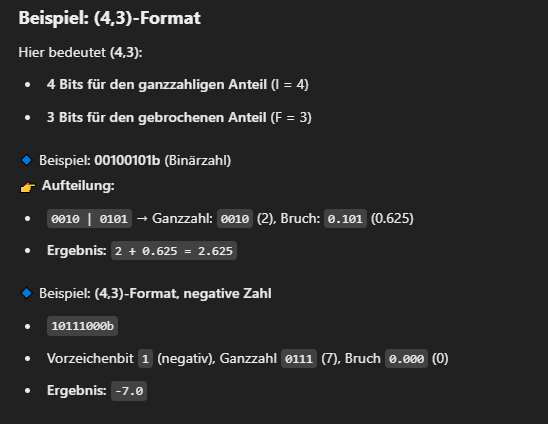 Beispiel: (4,3)-Format
Hier bedeutet (4,3):
• 4 Bits für den ganzzahligen Anteil (I = 4)
• 3 Bits für den gebrochenen Anteil (F = 3)
🔹 Beispiel: 00100101b (Binärzahl)
👉 Aufteilung:
• 0010 | 0101 → Ganzzahl: 0010 (2), Bruch: 0.101 (0.625)
• Ergebnis: 2 + 0.625 = 2.625
🔹 Beispiel: (4,3)-Format, negative Zahl
• 10111000b
• Vorzeichenbit 1 (negativ), Ganzzahl 0111 (7), Bruch 0.000 (0)
• Ergebnis: -7.0